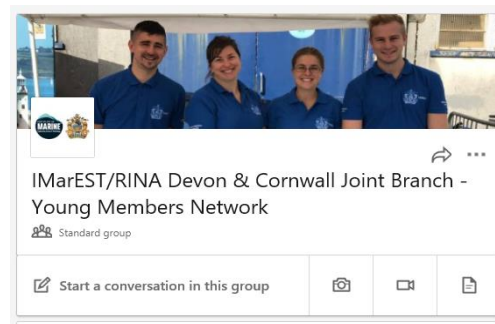 MARINE
IMarEST/RINA Devon & Cornwall Joint Branch -
Young Members Network
Standard group
Start a conversation in this group